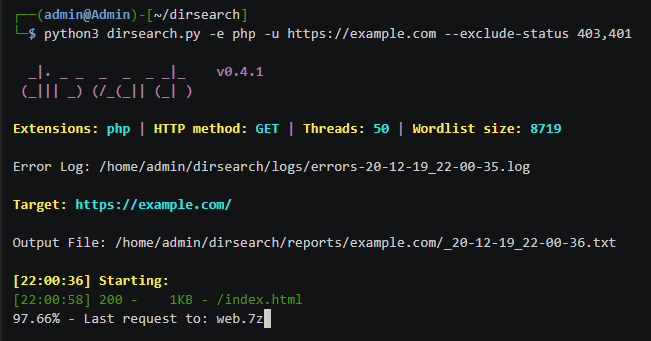 ┌──(admin@Admin)-[~/dirsearch]
└─$ python3 dirsearch.py -e php -u https://example.com --exclude-status 403,401
  _|. _ _  _  _  _ _|_    v0.4.1
 (_||| _) (/_(_|| (_| )
Extensions: php | HTTP method: GET | Threads: 50 | Wordlist size: 8719
Error Log: /home/admin/dirsearch/logs/errors-20-12-19_22-00-35.log
Target: https://example.com/
Output File: /home/admin/dirsearch/reports/example.com/_20-12-19_22-00-36.txt
[22:00:36] Starting:
[22:00:58] 200 -    1KB - /index.html
97.66% - Last request to: web.7z